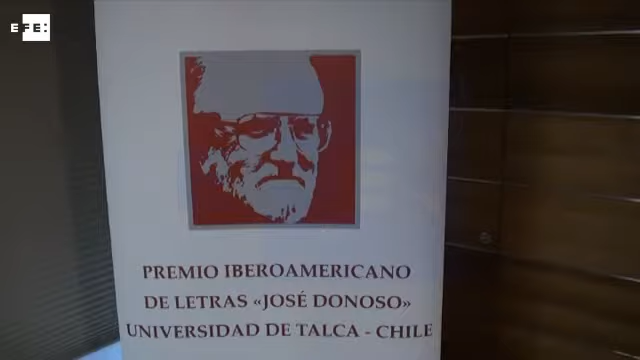 EFE:
PREMIO IBEROAMERICANO
DE LETRAS «JOSÉ DONOSO»
UNIVERSIDAD DE TALCA - CHILE